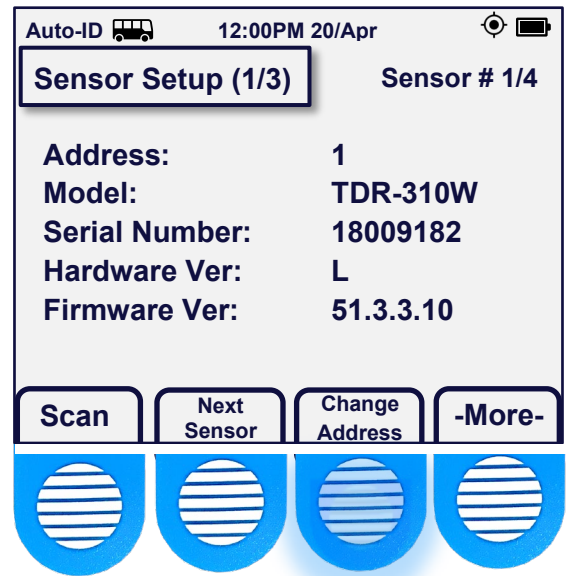 Auto-ID 12:00PM 20/Apr
Sensor Setup (1/3) Sensor # 1/4
Address: 1
Model: TDR-310W
Serial Number: 18009182
Hardware Ver: L
Firmware Ver: 51.3.3.10
Scan
Next
Sensor
Change
Address
-More-